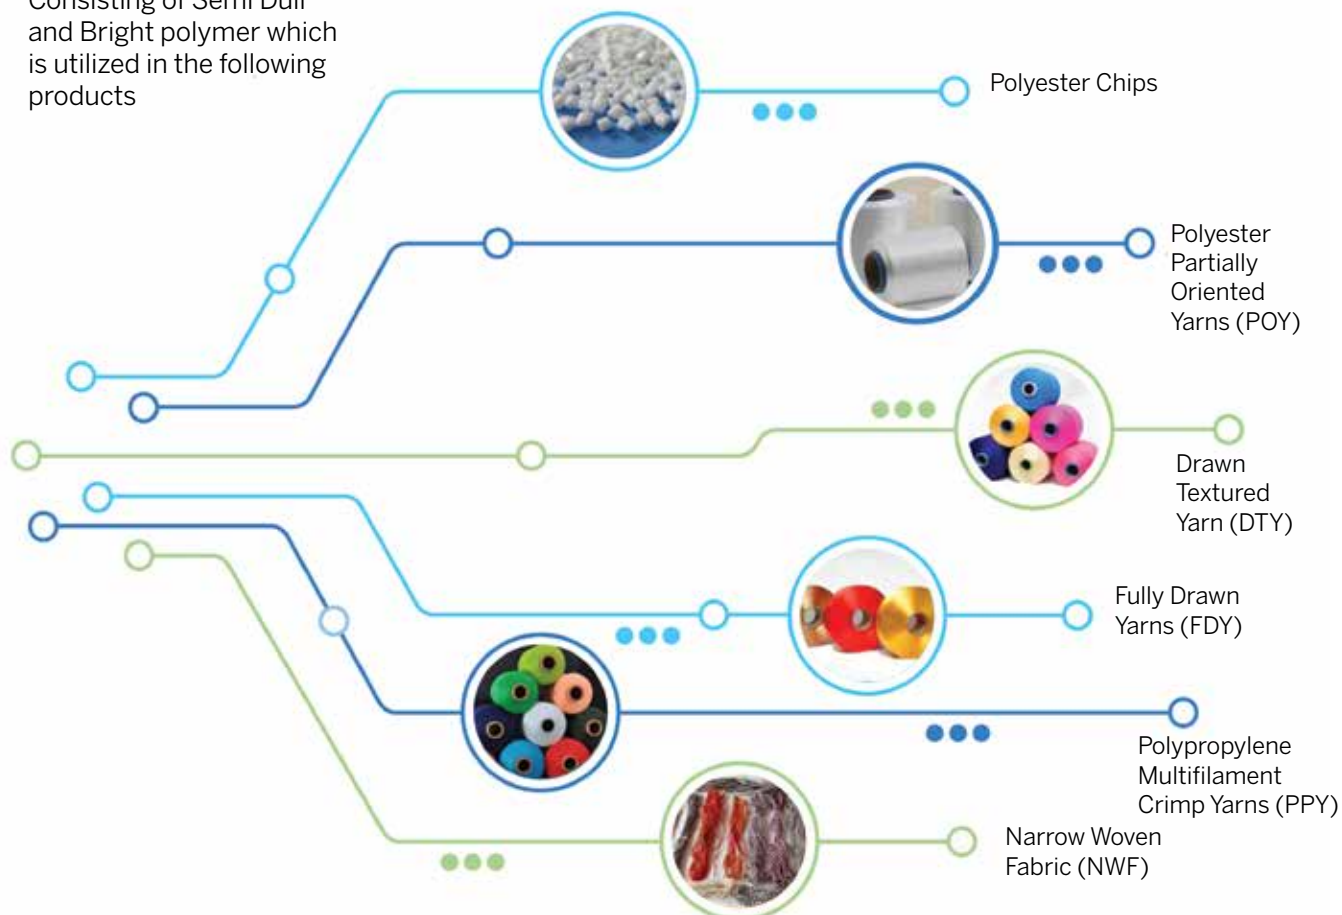 Consisting of Semi Dull
and Bright polymer which
is utilized in the following
products
Polyester Chips
Polyester
Partially
Oriented
Yarns (POY)
Drawn
Textured
Yarn (DTY)
Fully Drawn
Yarns (FDY)
Polypropylene
Multifilament
Crimp Yarns (PPY)
Narrow Woven
Fabric (NWF)